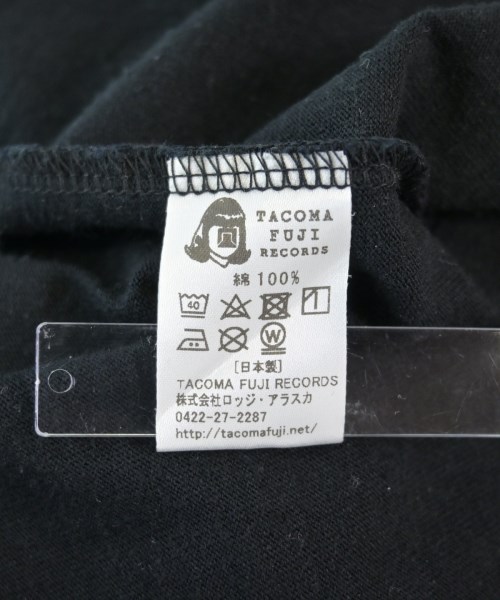 TACOMA
FUJI
RECORDS
綿 100%
40
W
[日本製]
TACOMA FUJI RECORDS
株式会社ロッジ・アラスカ
0422-27-2287
http://tacomafuji.net/